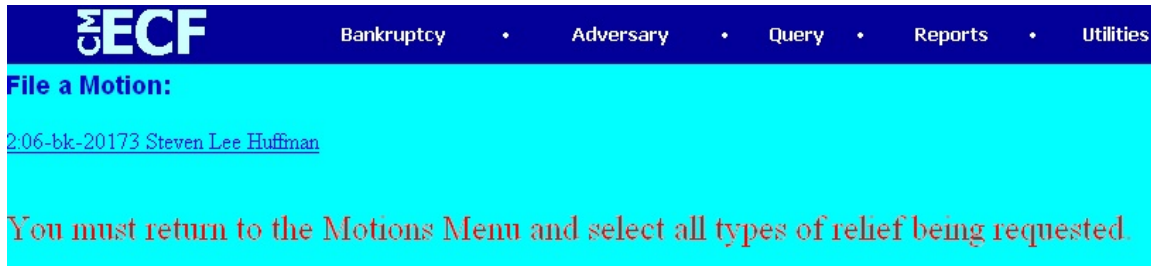 CM ECF Bankruptcy • Adversary • Query • Reports • Utilities
File a Motion:
2:06-bk-20173 Steven Lee Huffman
You must return to the Motions Menu and select all types of relief being requested.